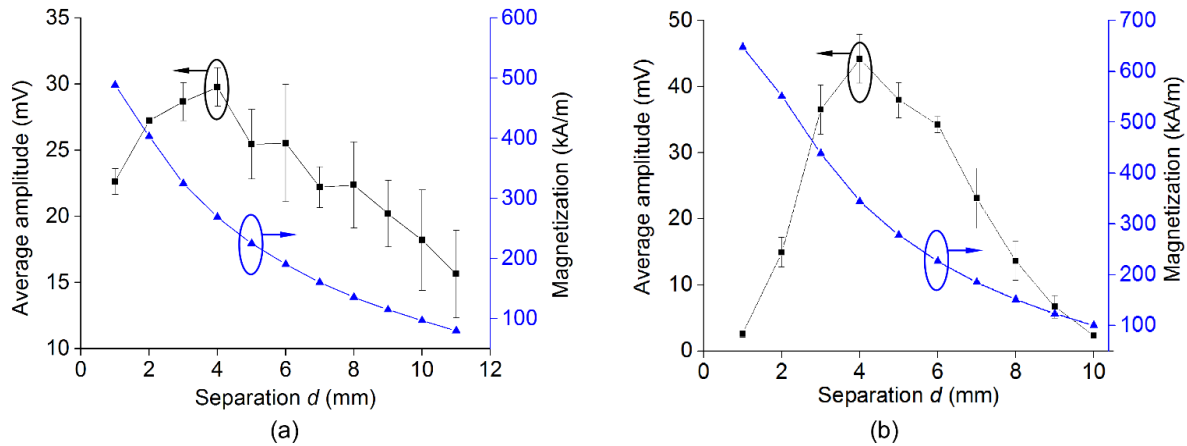 35
30
25
20
15
10
Average amplitude (mV)
600
500
400
300
200
100
Magnetization (kA/m)
0 2 4 6 8 10 12
Separation d (mm)
(a)
50
40
30
20
10
0
Average amplitude (mV)
700
600
500
400
300
200
100
Magnetization (kA/m)
0 2 4 6 8 10
Separation d (mm)
(b)